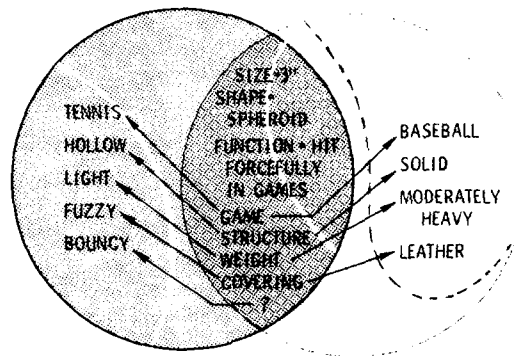 TENNIS
HOLLOW
LIGHT
FUZZY
BOUNCY
SIZE·3"
SHAPE·
SPHEROID
FUNCTION·HIT
FORCEFULLY
IN GAMES
GAME
STRUCTURE
WEIGHT
COVERING
?
BASEBALL
SOLID
MODERATELY
HEAVY
LEATHER